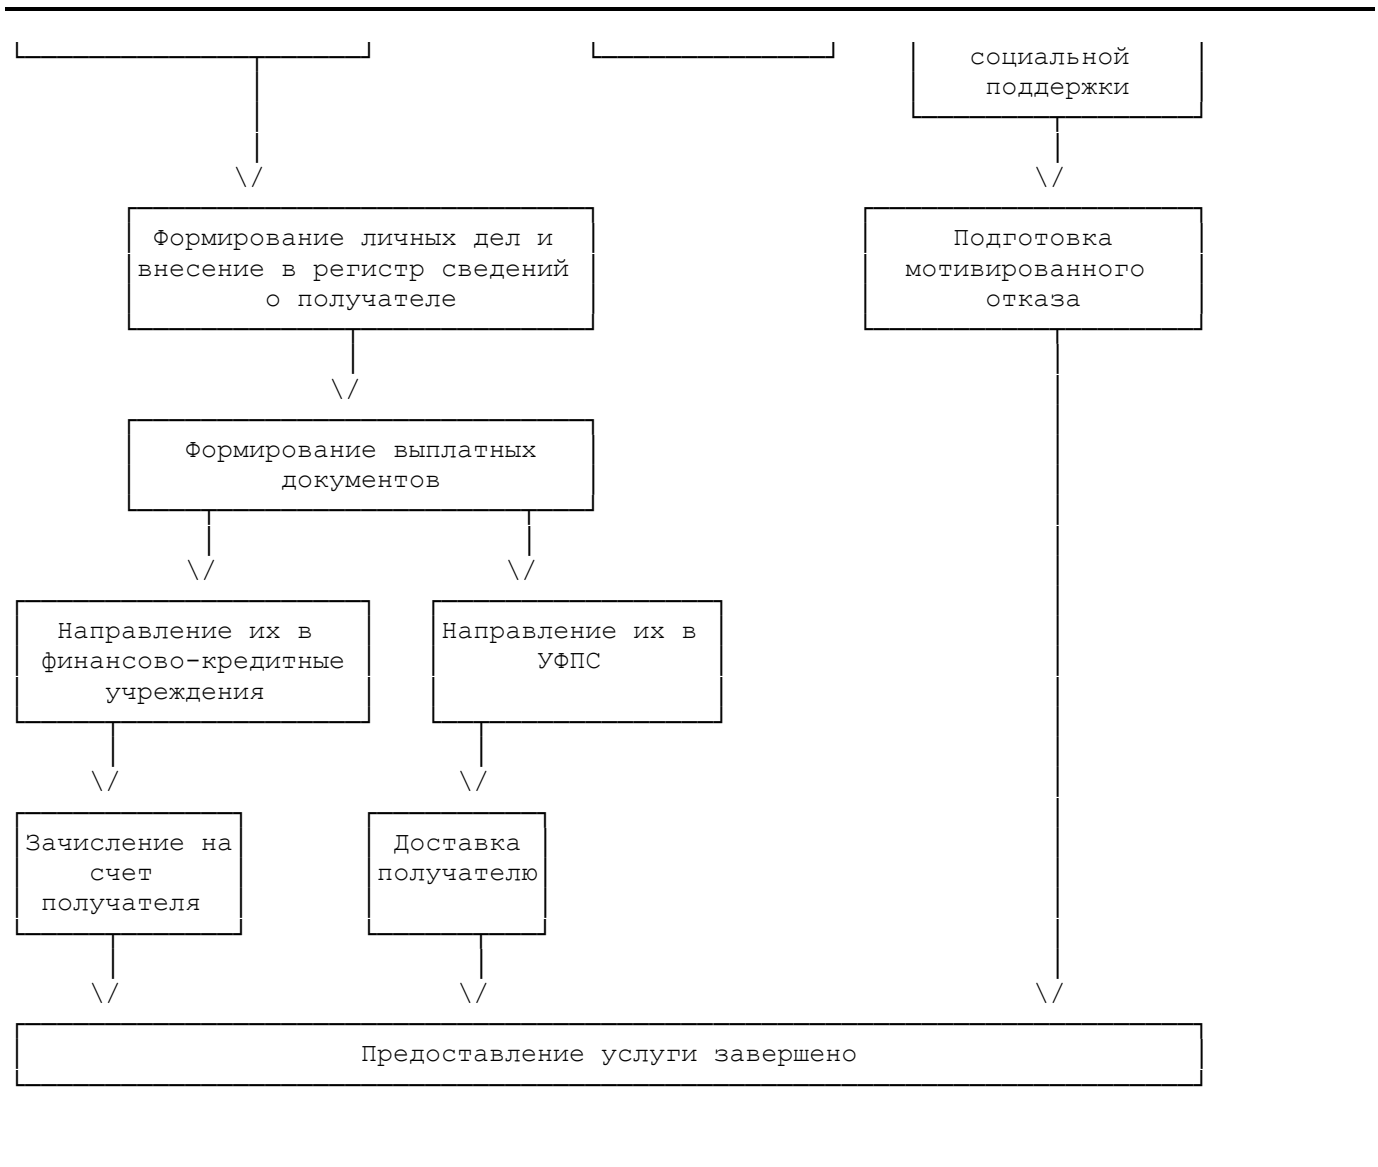 социальной
поддержки
Формирование личных дел и
внесение в регистр сведений
о получателе
Подготовка
мотивированного
отказа
Формирование выплатных
документов
Направление их в
финансово-кредитные
учреждения
Направление их в
УФПС
Зачисление на
счет
получателя
Доставка
получателю
Предоставление услуги завершено